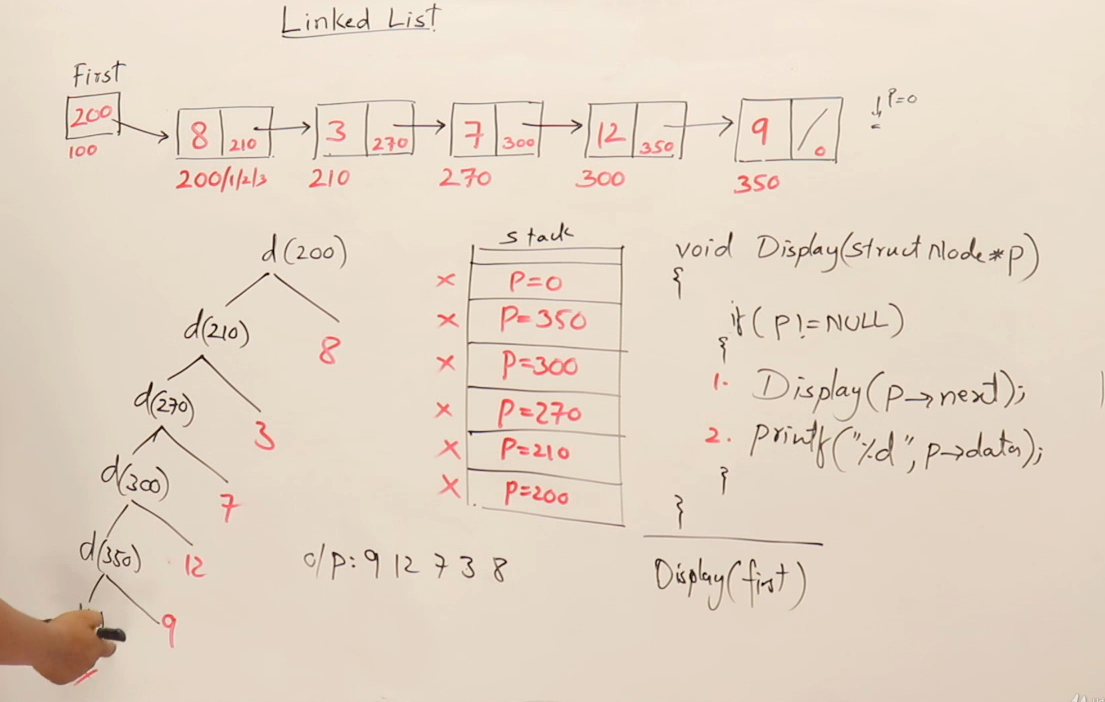 Linked List
First
200
100
8 210
200/1/2/3
3 270
210
7 300
270
12 350
300
9 0
350
P=0
d(200)
d(210)
8
d(270)
3
d(300)
7
d(350)
12
9
stack
x P=0
x P=350
x P=300
x P=270
x P=210
x P=200
o/p: 9 12 7 3 8
void Display(struct Node*p)
{
if(p!=NULL)
{
1. Display(p→next);
2. printf("%d",p→data);
}
}
Display(first)